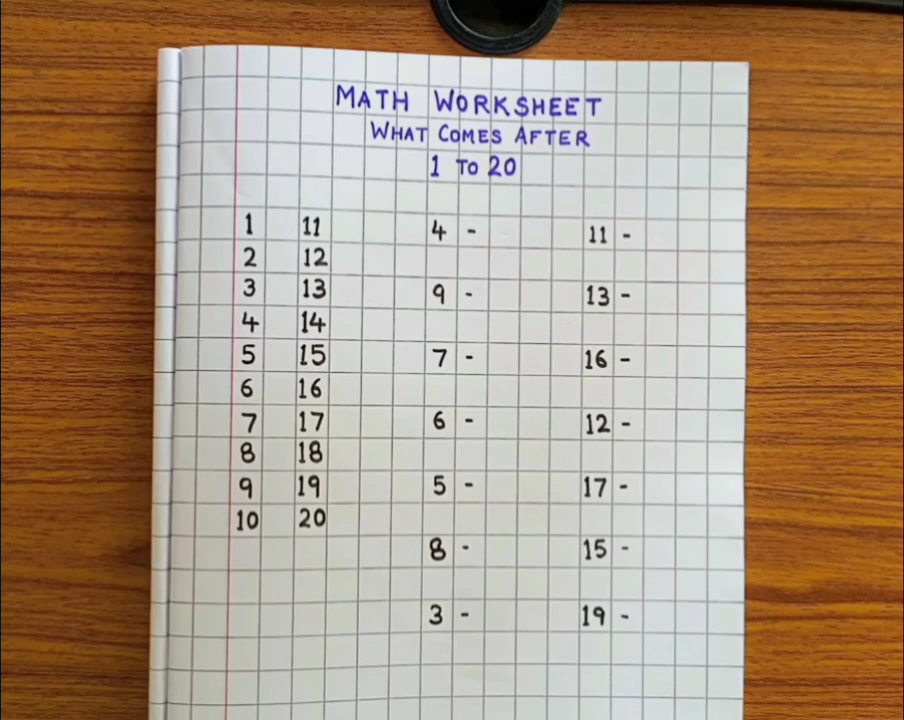 MATH WORKSHEET
WHAT COMES AFTER
1 TO 20
1 11 4 - 11 -
2 12
3 13 9 - 13 -
4 14
5 15 7 - 16 -
6 16
7 17 6 - 12 -
8 18
9 19 5 - 17 -
10 20
8 - 15 -
3 - 19 -